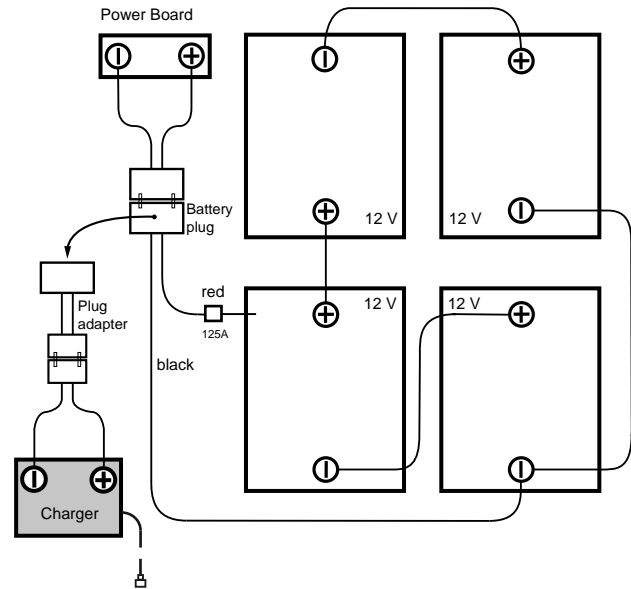 Power Board
12 V
12 V
Battery
plug
red
125A
12 V
12 V
Plug
adapter
black
Charger